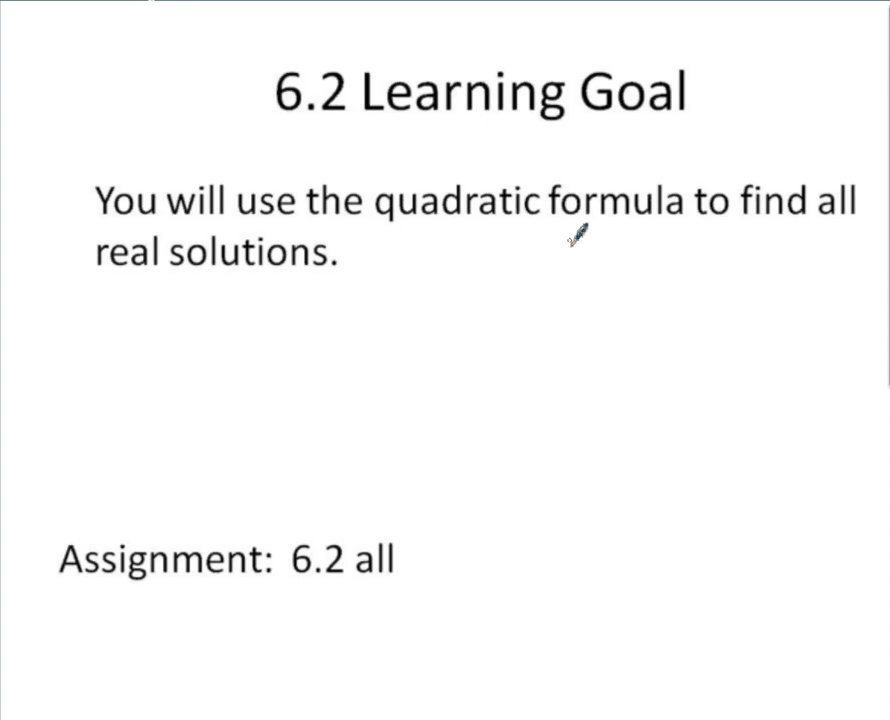 6.2 Learning Goal
You will use the quadratic formula to find all
real solutions.
Assignment: 6.2 all